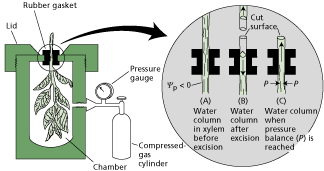 Rubber gasket
Lid
Cut
surface
Pressure
gauge
Ψp < 0
P
P
(A)
Water
column
in xylem
before
excision
(B)
Water
column
after
excision
(C)
Water column
when
pressure
balance (P) is
reached
Compressed-
gas
cylinder
Chamber